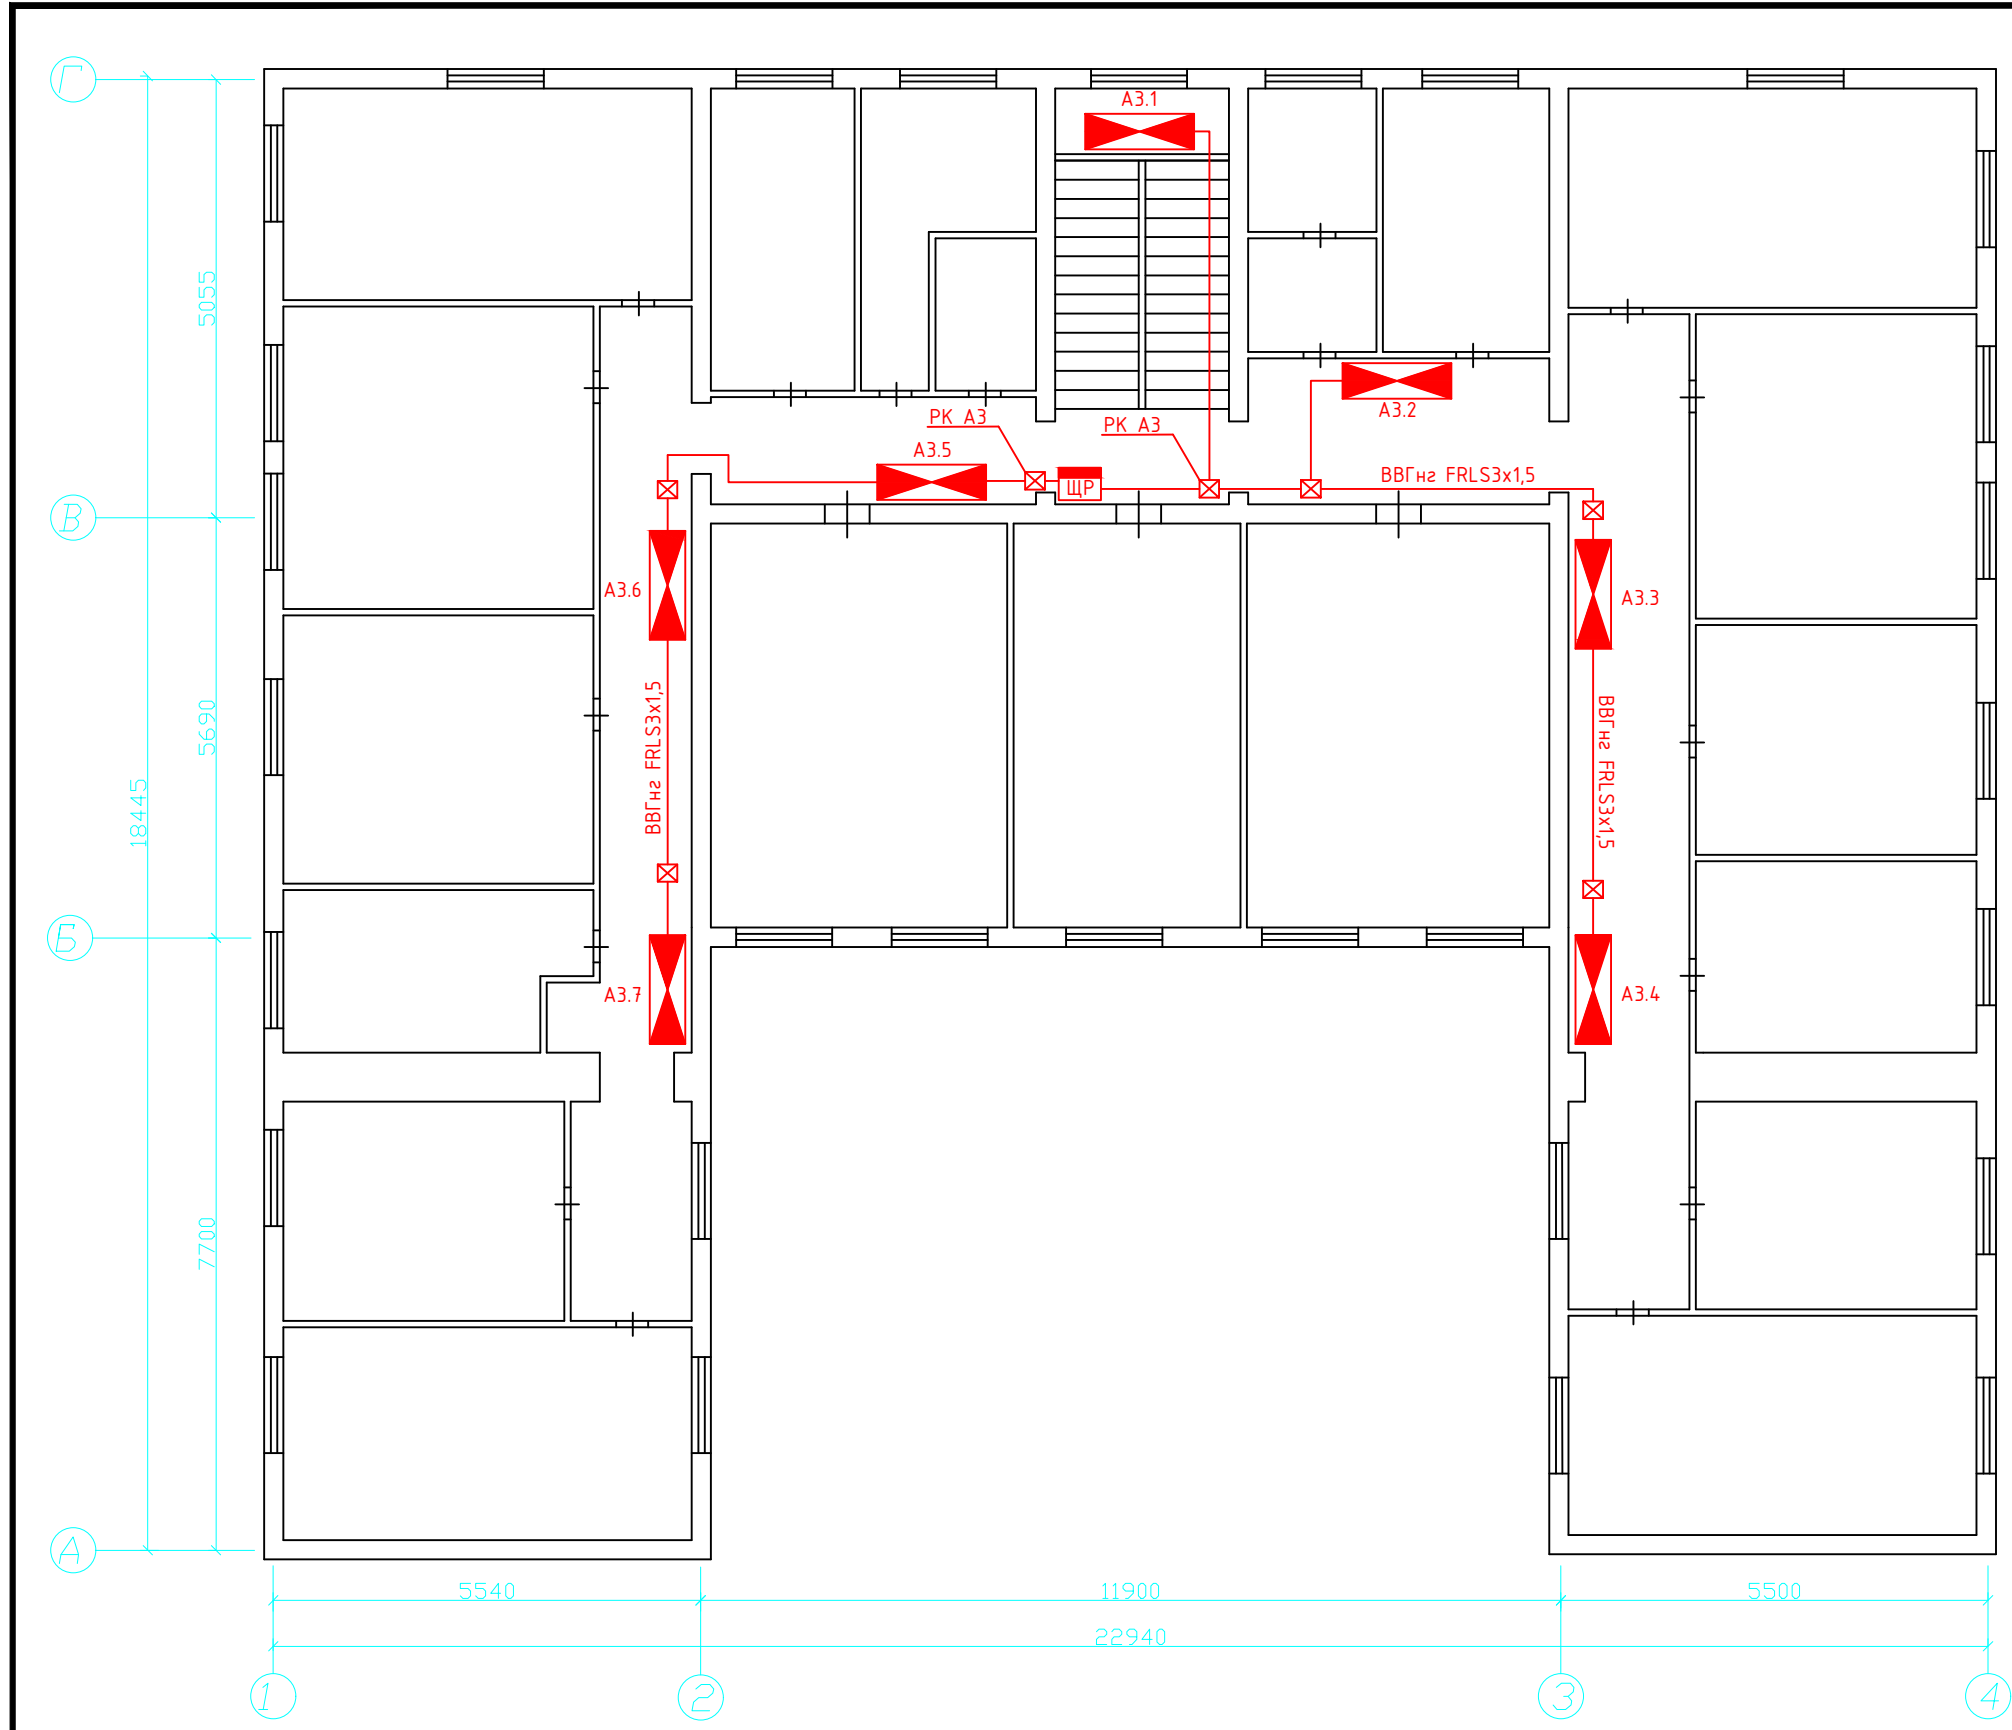 Г
А3.1
5055
А3.2
РК А3
РК А3
А3.5
ВВГнг FRLS3х1,5
ЩР
В
А3.6
А3.3
5690
ВВГнг FRLS3х1,5
ВВГнг FRLS3х1,5
18445
Б
А3.7
А3.4
7700
А
5540
11900
5500
22940
1
2
3
4